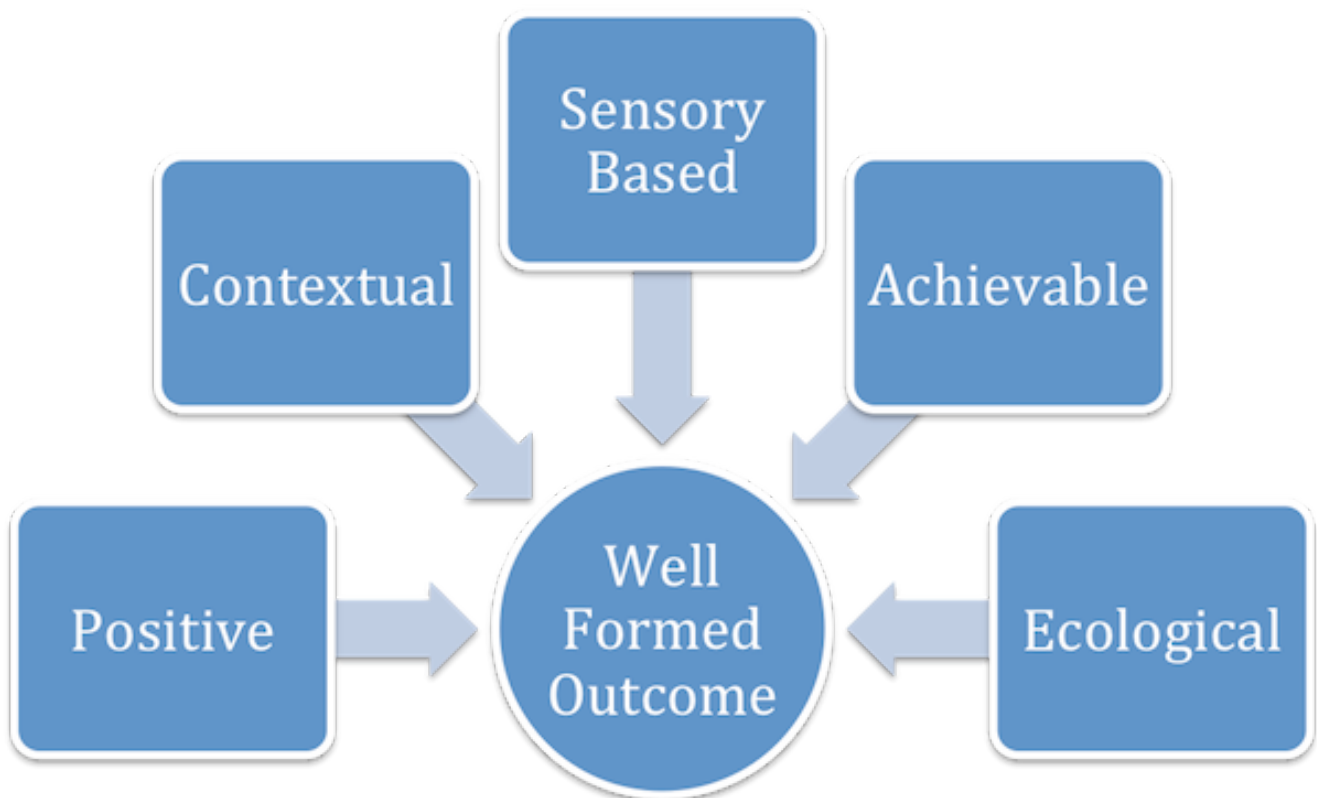 Sensory
Based
Contextual
Achievable
Positive
Well
Formed
Outcome
Ecological